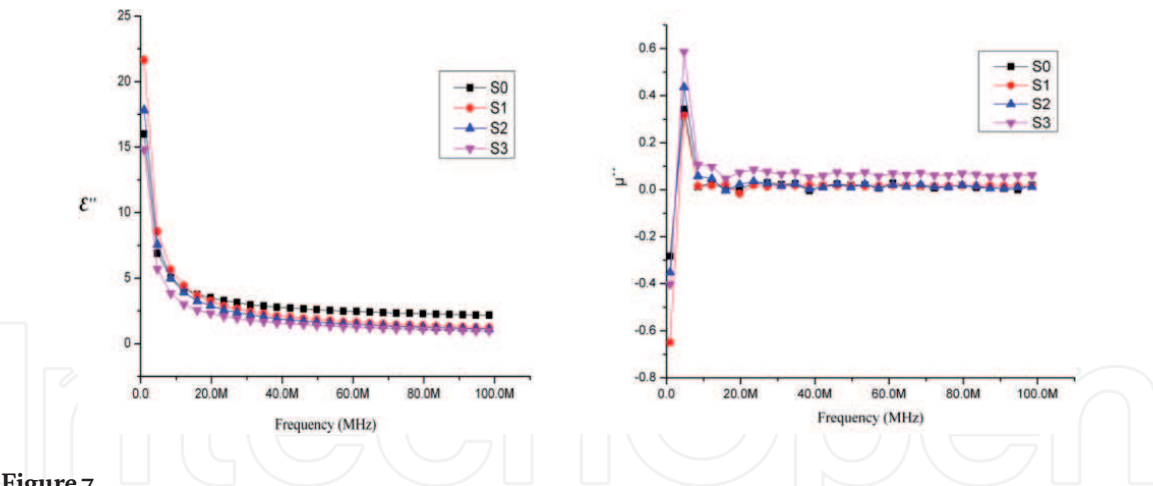 25
20
15
10
5
0
ε''
S0
S1
S2
S3
0.0 20.0M 40.0M 60.0M 80.0M 100.0M
Frequency (MHz)
0.6
0.4
0.2
0.0
-0.2
-0.4
-0.6
-0.8
μ´´
S0
S1
S2
S3
0.0 20.0M 40.0M 60.0M 80.0M 100.0M
Frequency (MHz)
IntechOpen
Figure 7